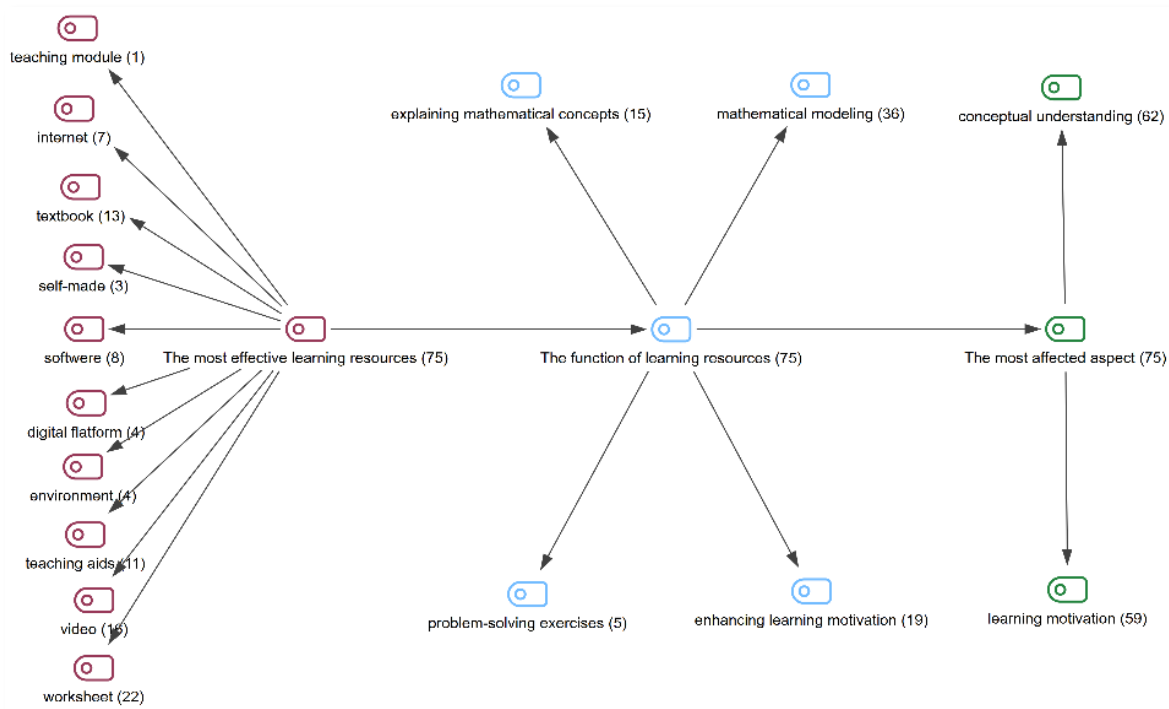 teaching module (1)
internet (7)
textbook (13)
self-made (3)
softwere (8)
digital flatform (4)
environment (4)
teaching aids (11)
video
worksheet (22)
The most effective learning resources (75)
explaining mathematical concepts (15)
mathematical modeling (36)
The function of learning resources (75)
problem-solving exercises (5)
enhancing learning motivation (19)
conceptual understanding (62)
The most affected aspect (75)
learning motivation (59)